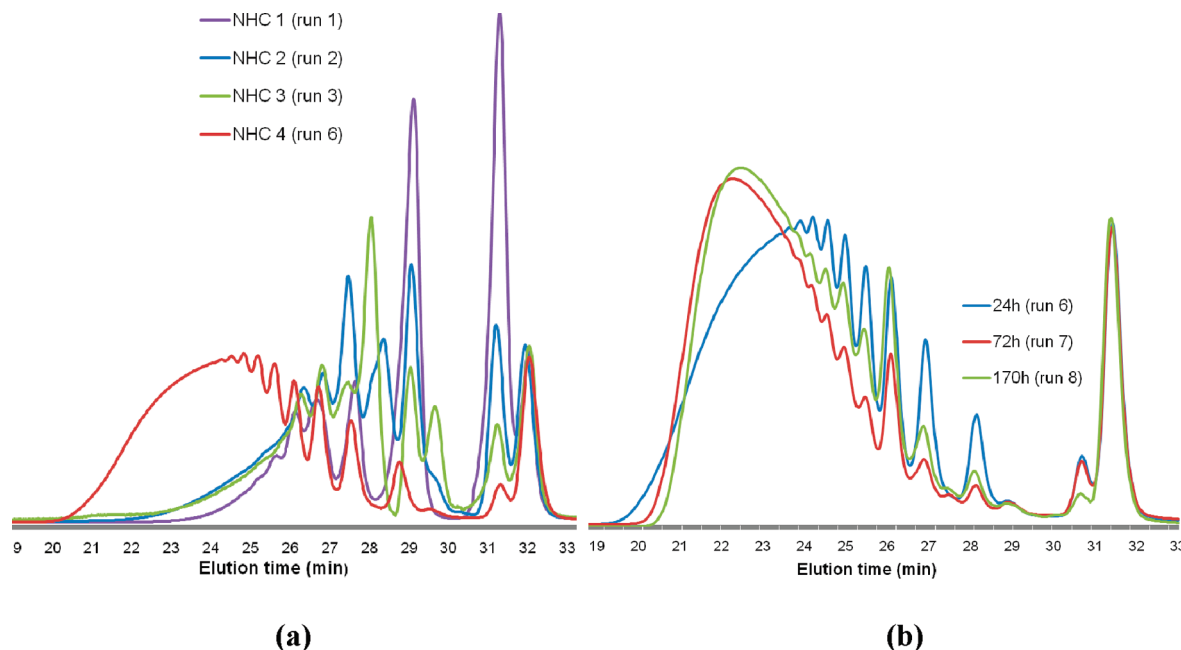 NHC 1 (run 1)
NHC 2 (run 2)
NHC 3 (run 3)
NHC 4 (run 6)
9 20 21 22 23 24 25 26 27 28 29 30 31 32 33
Elution time (min)
(a)
24h (run 6)
72h (run 7)
170h (run 8)
19 20 21 22 23 24 25 26 27 28 29 30 31 32 33
Elution time (min)
(b)